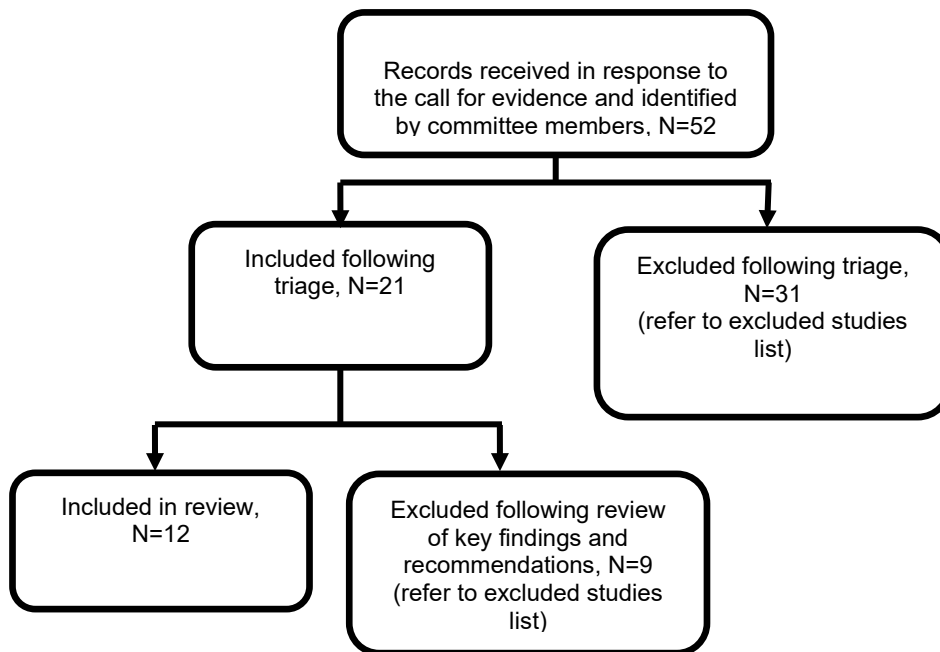 Records received in response to
the call for evidence and identified
by committee members, N=52
Included following
triage, N=21
Excluded following triage,
N=31
(refer to excluded studies
list)
Included in review,
N=12
Excluded following review
of key findings and
recommendations, N=9
(refer to excluded studies
list)